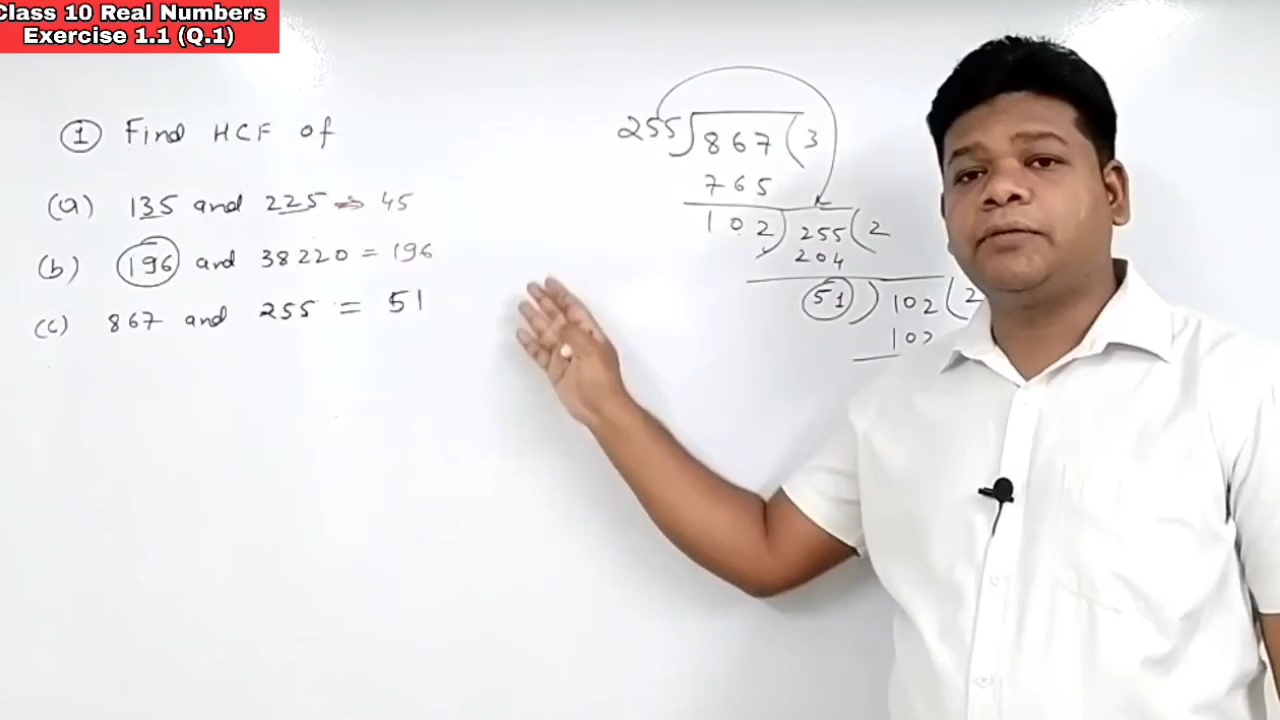 Class 10 Real Numbers
Exercise 1.1 (Q.1)
① Find HCF of
(a) 135 and 225 ⇒ 45
(b) 196 and 38220 = 196
(c) 867 and 255 = 51
255)867(3
765
102)255(2
204
51)102(2
102